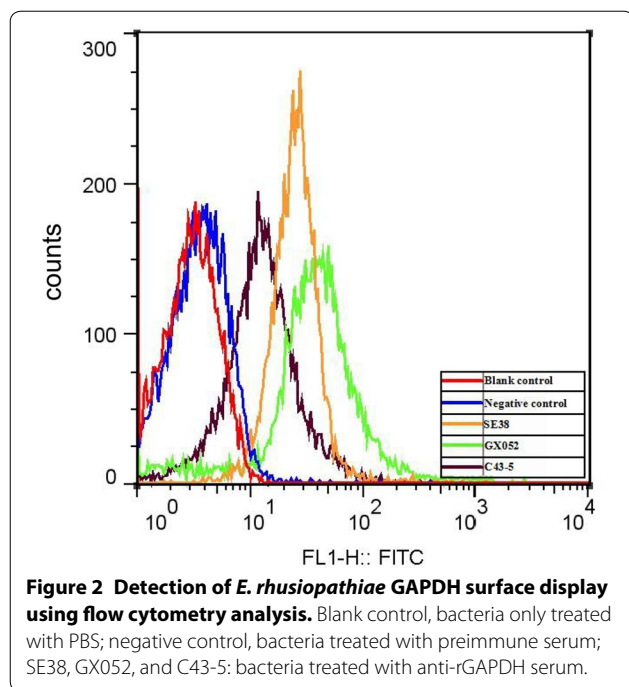 300
200
100
0
counts
10^0
10^1
10^2
10^3
10^4
FL1-H:: FITC
Blank control
Negative control
SE38
GX052
C43-5
Figure 2 Detection of E. rhusiopathiae GAPDH surface display
using flow cytometry analysis. Blank control, bacteria only treated
with PBS; negative control, bacteria treated with preimmune serum;
SE38, GX052, and C43-5: bacteria treated with anti-rGAPDH serum.